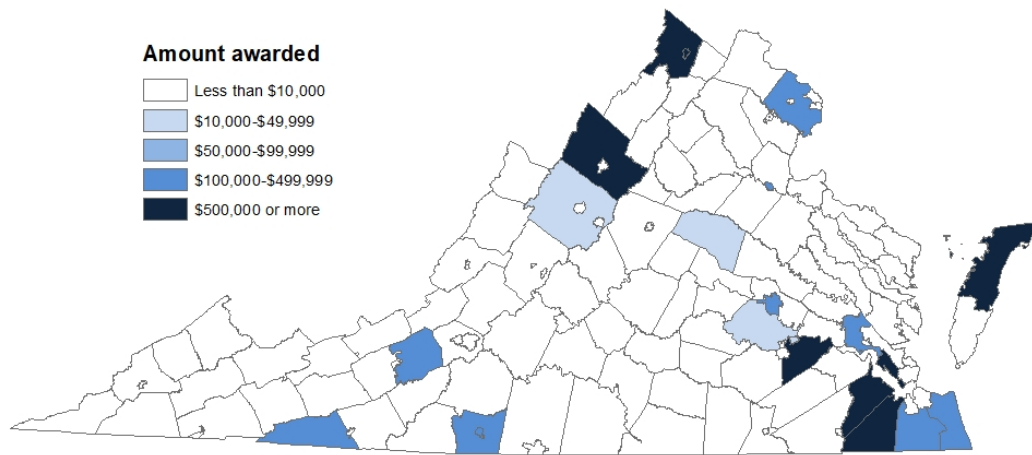 Amount awarded
Less than $10,000
$10,000-$49,999
$50,000-$99,999
$100,000-$499,999
$500,000 or more